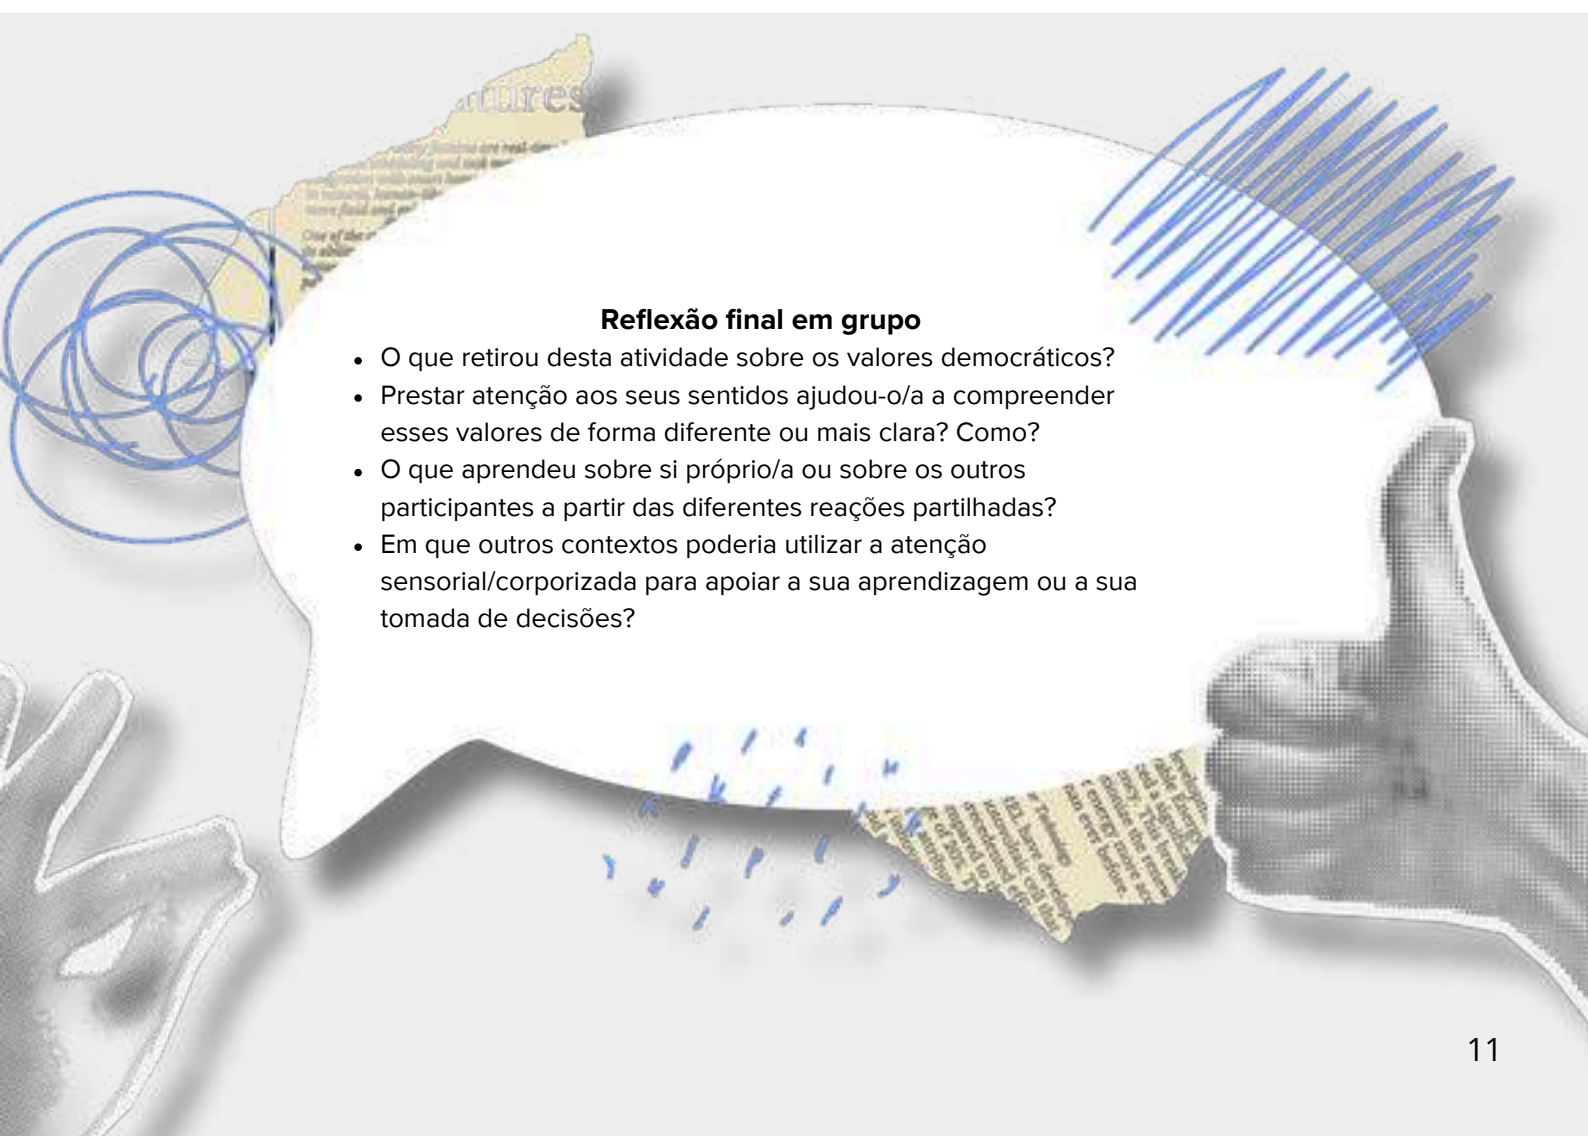 atures
Reflexão final em grupo
• O que retirou desta atividade sobre os valores democráticos?
• Prestar atenção aos seus sentidos ajudou-o/a a compreender
esses valores de forma diferente ou mais clara? Como?
• O que aprendeu sobre si próprio/a ou sobre os outros
participantes a partir das diferentes reações partilhadas?
• Em que outros contextos poderia utilizar a atenção
sensorial/corporizada para apoiar a sua aprendizagem ou a sua
tomada de decisões?
11